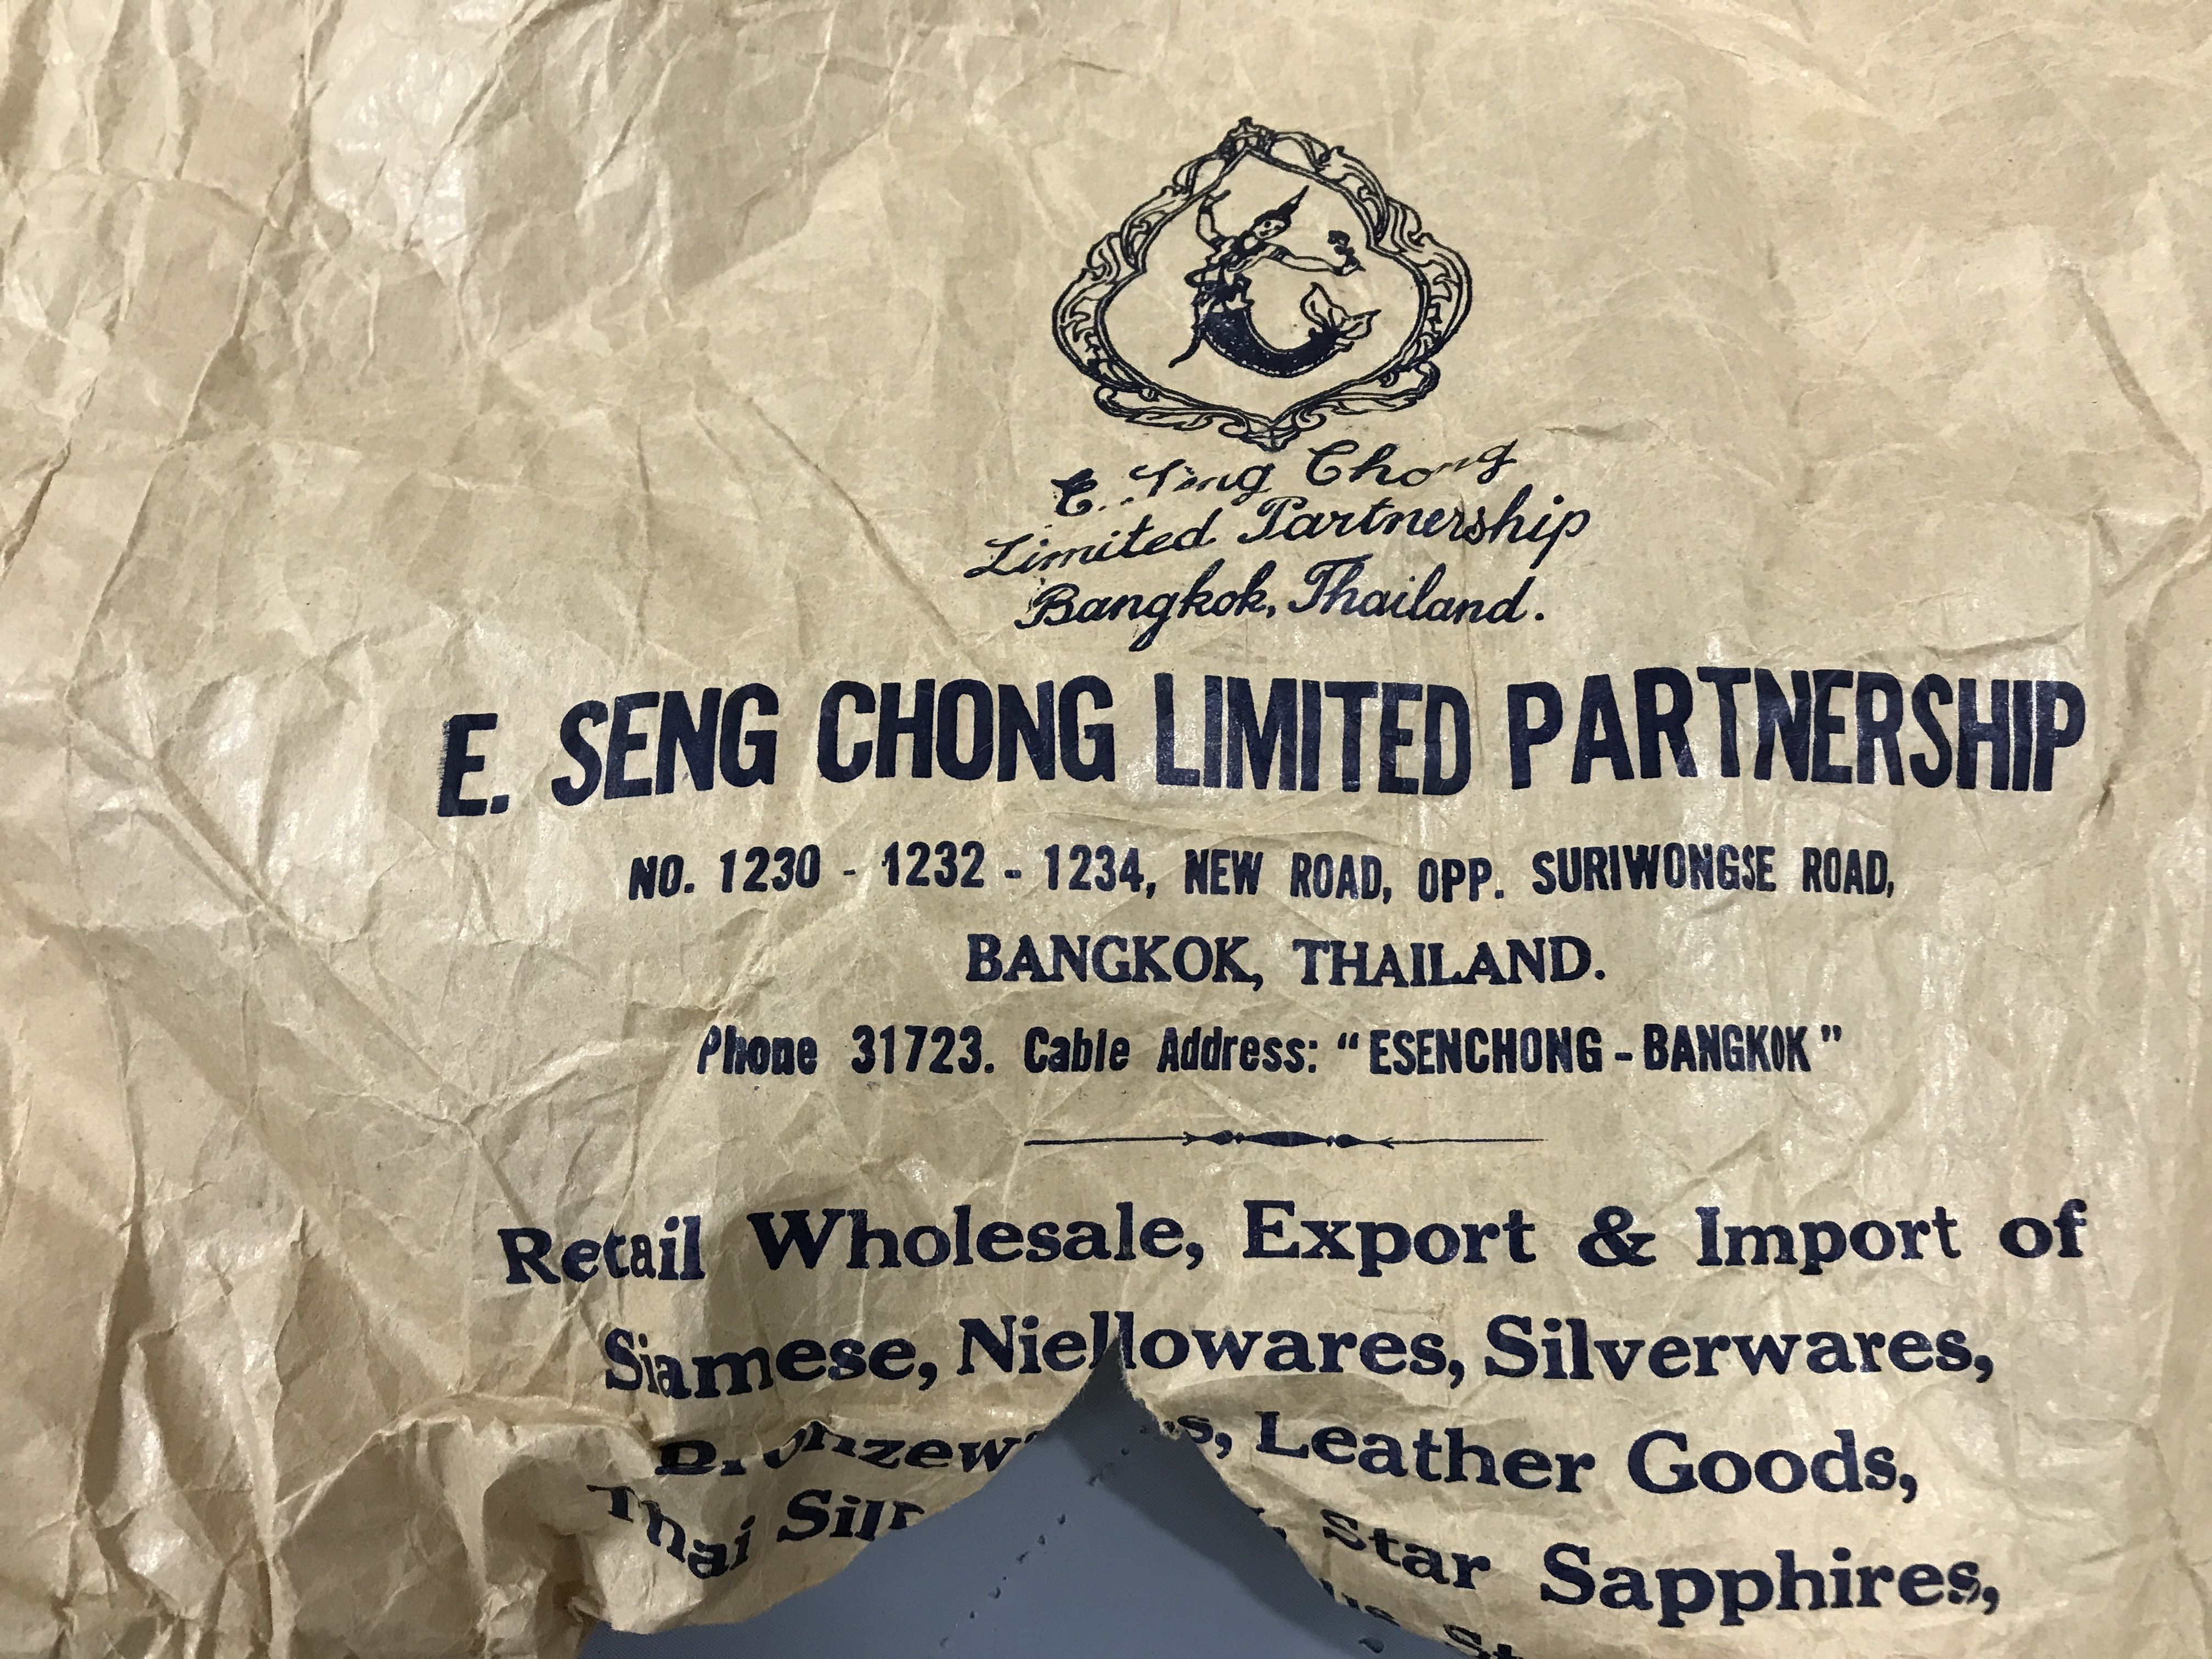 E. Seng Chong
Limited Partnership
Bangkok, Thailand.
E. SENG CHONG LIMITED PARTNERSHIP
NO. 1230 - 1232 - 1234, NEW ROAD, OPP. SURIWONGSE ROAD,
BANGKOK, THAILAND.
Phone 31723. Cable Address: “ESENCHONG - BANGKOK”
Retail Wholesale, Export & Import of
Siamese, Niellowares, Silverwares,
Leather Goods,
Thai Star Sapphires,